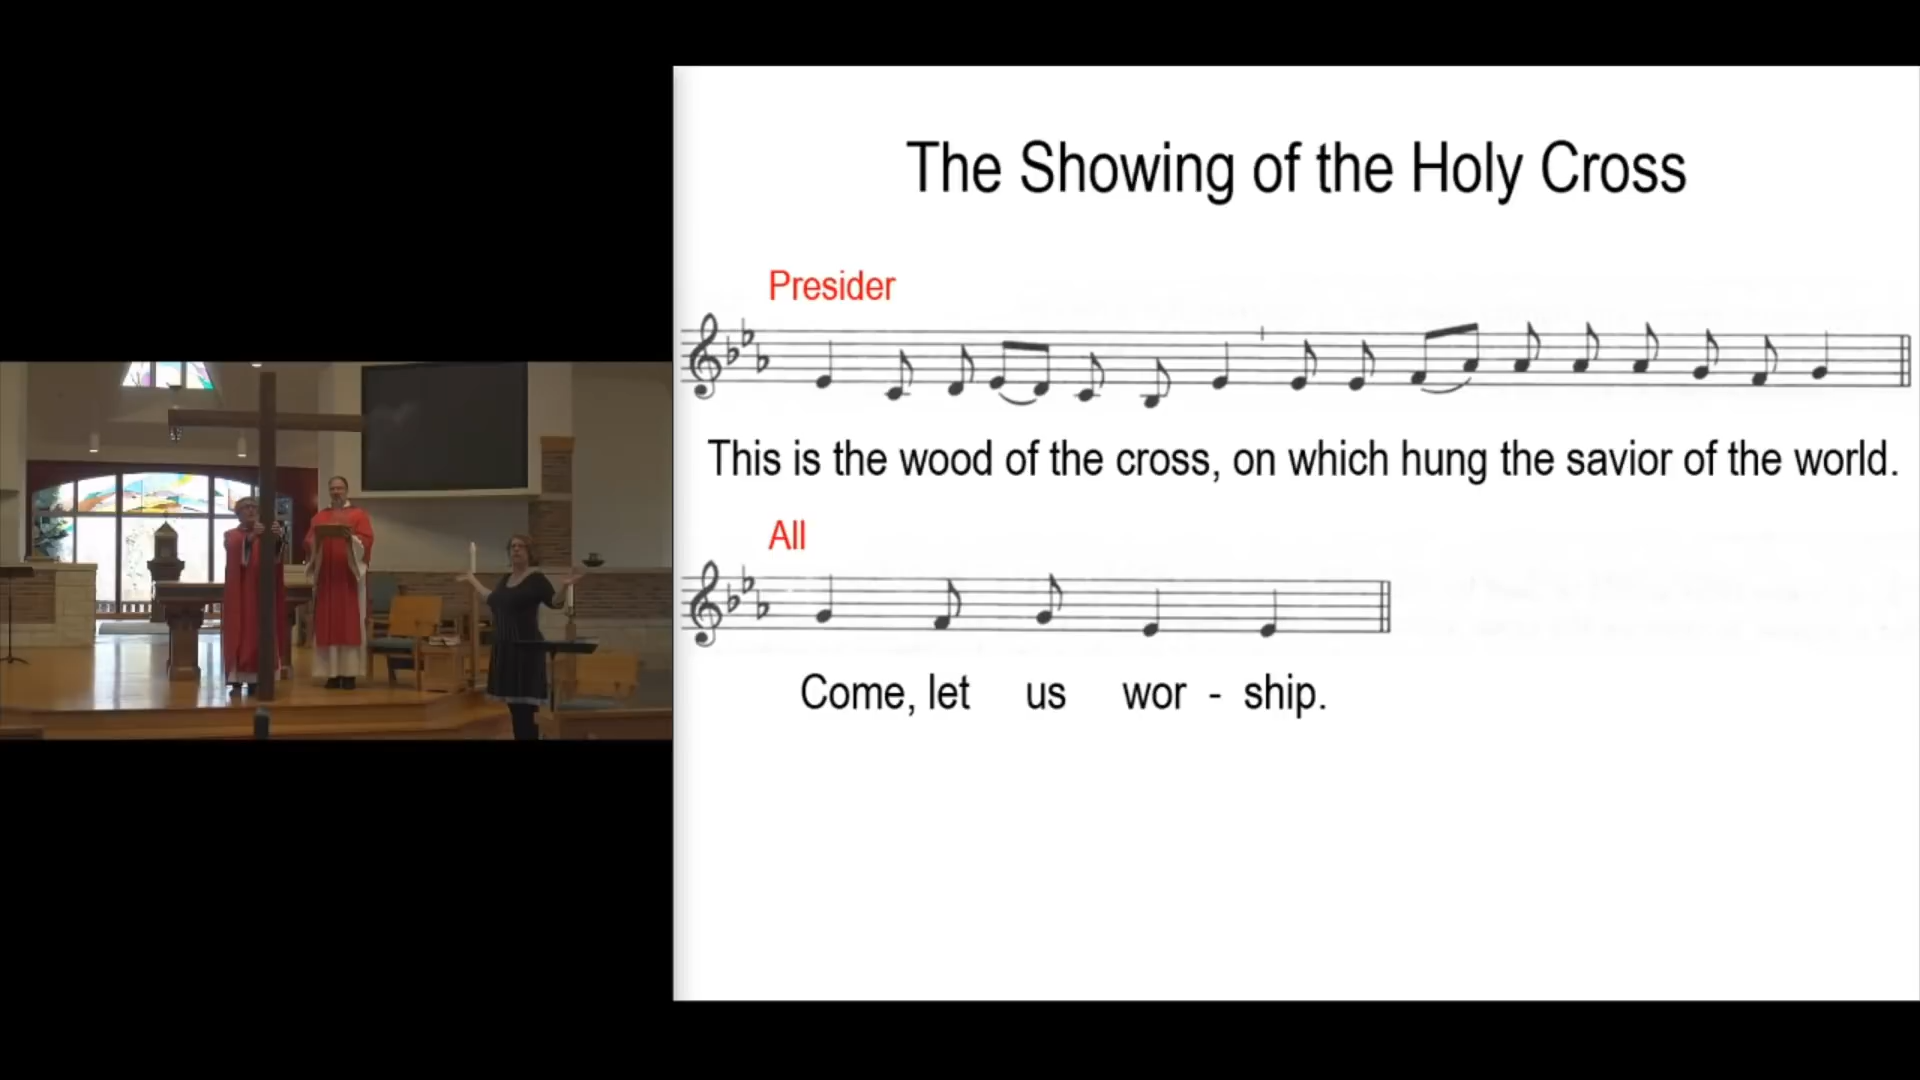 The Showing of the Holy Cross
Presider
This is the wood of the cross, on which hung the savior of the world.
All
Come, let us wor - ship.